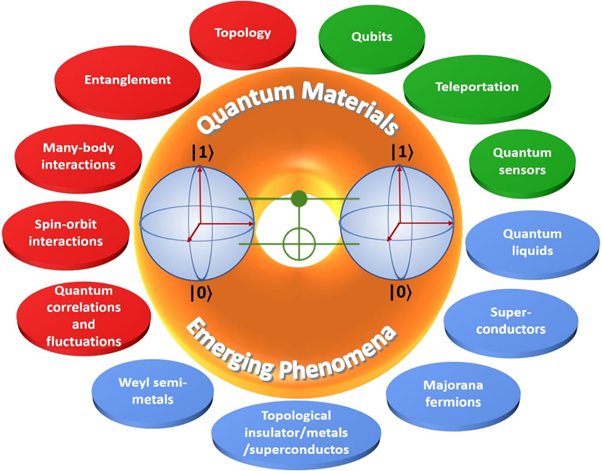 Topology
Qubits
Entanglement
Teleportation
Quantum Materials
Many-body
interactions
|1⟩
|1⟩
Quantum
sensors
Spin-orbit
interactions
Quantum
liquids
|0⟩
|0⟩
Quantum
correlations
and
fluctuations
Super-
conductors
Emerging Phenomena
Weyl semi-
metals
Majorana
fermions
Topological
insulator/metals
/superconductos